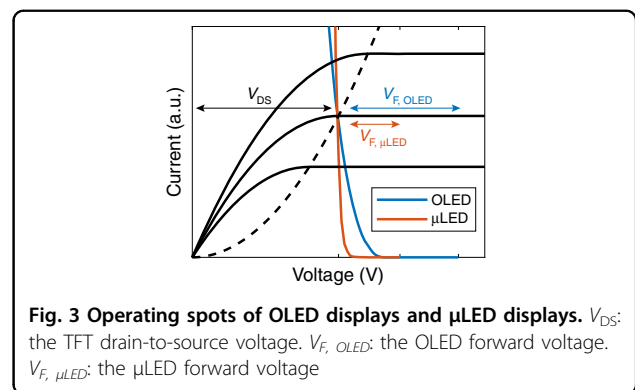 V_DS
V_F, OLED
V_F, μLED
Current (a.u.)
OLED
μLED
Voltage (V)
Fig. 3 Operating spots of OLED displays and μLED displays. V_DS:
the TFT drain-to-source voltage. V_F, OLED: the OLED forward voltage.
V_F, μLED: the μLED forward voltage